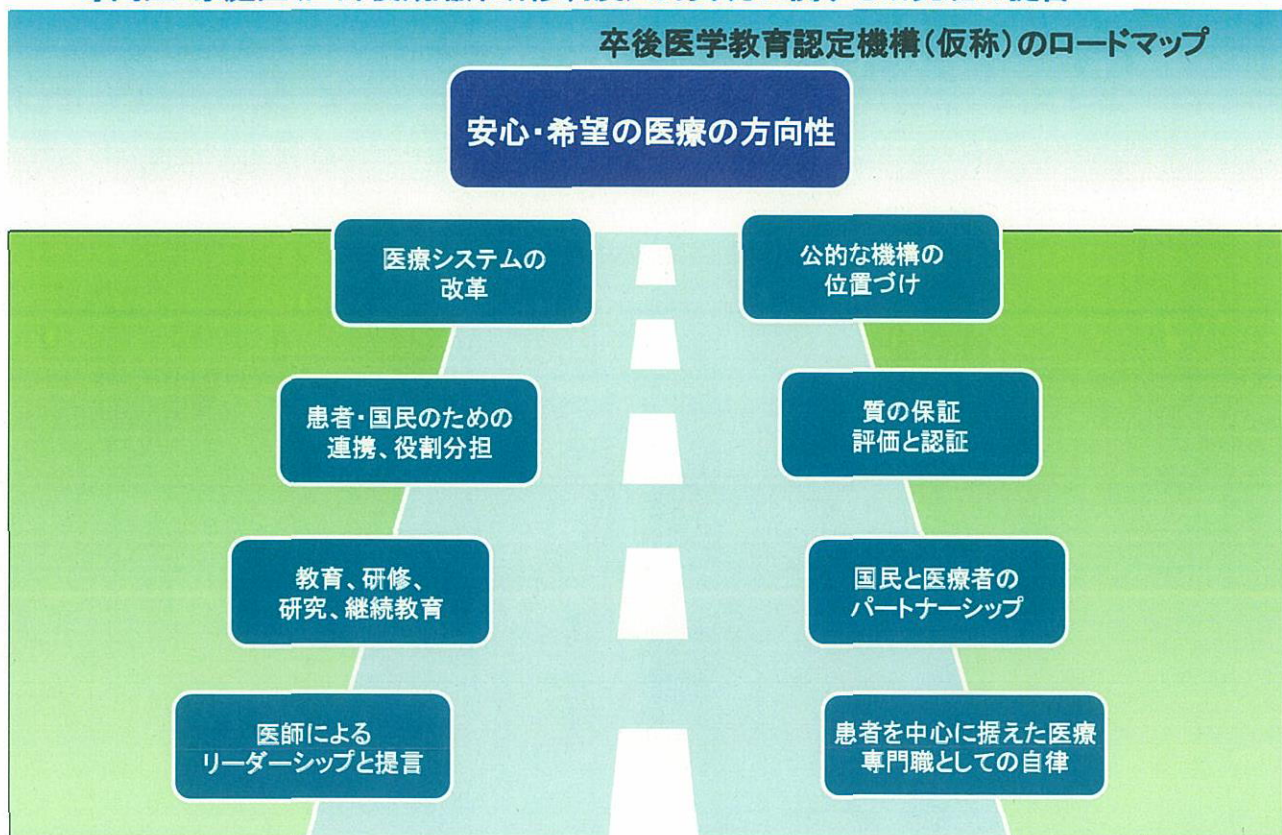 卒後医学教育認定機構(仮称)のロードマップ
安心・希望の医療の方向性
医療システムの
改革
公的な機構の
位置づけ
患者・国民のための
連携、役割分担
質の保証
評価と認証
教育、研修、
研究、継続教育
国民と医療者の
パートナーシップ
医師による
リーダーシップと提言
患者を中心に据えた医療
専門職としての自律